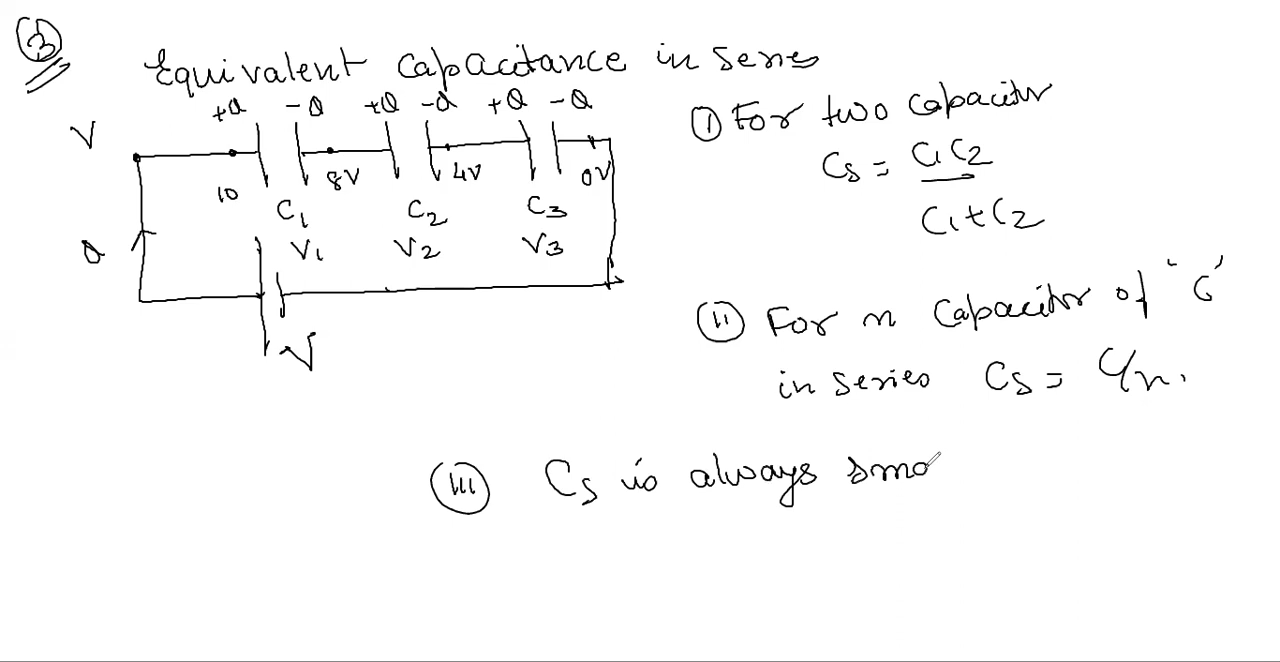 3
Equivalent Capacitance in series
+Q -Q +Q -Q +Q -Q
V
10 8V 4V 0V
C1 C2 C3
Q V1 V2 V3
V
(i) For two capacitor
Cs = C1C2
C1+C2
(ii) For n Capacitor of 'C'
in series Cs = C/n.
(iii) Cs is always sma